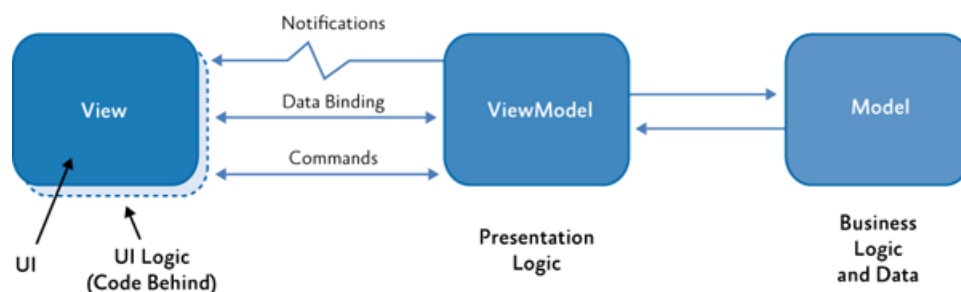 Notifications
View
Data Binding
ViewModel
Model
Commands
UI
UI Logic
(Code Behind)
Presentation
Logic
Business
Logic
and Data